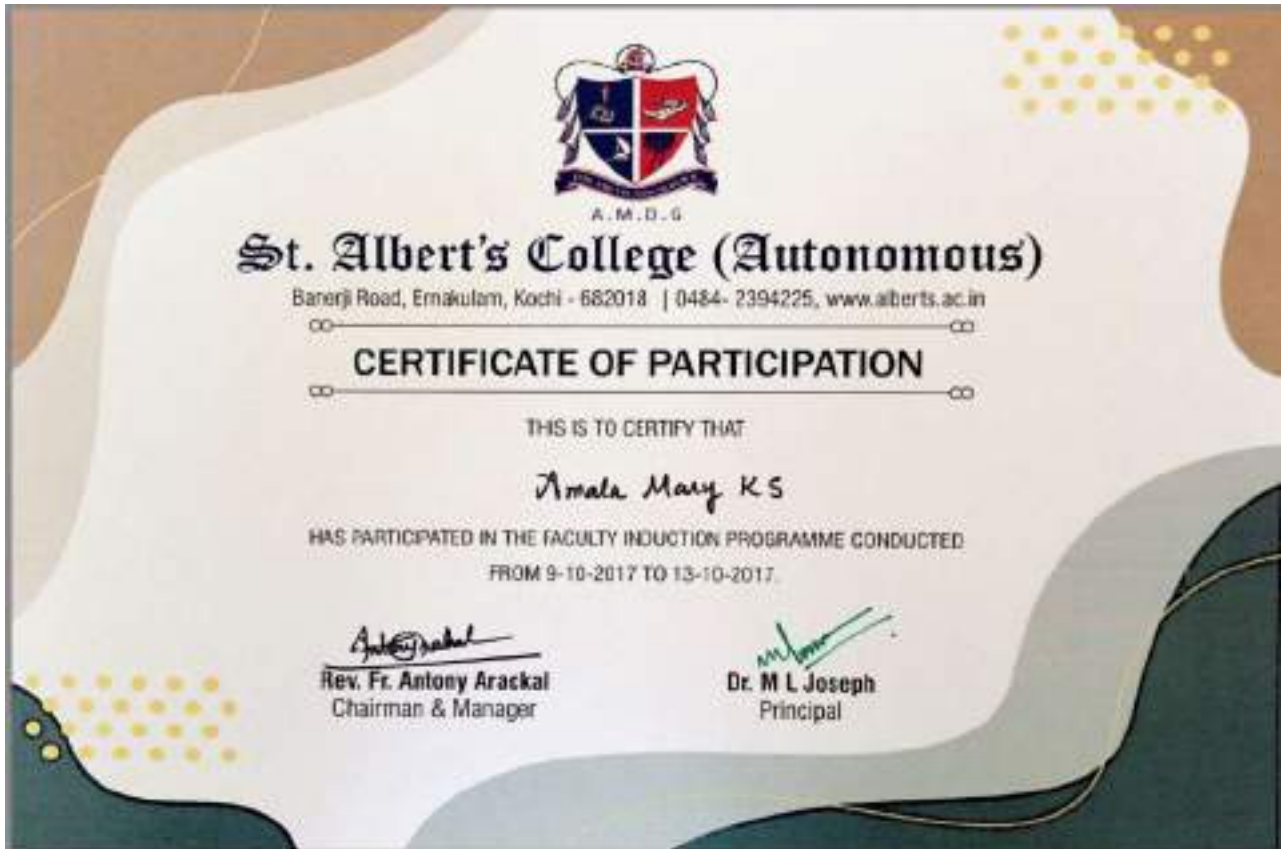 A.M.D.G
St. Albert's College (Autonomous)
Banerji Road, Ernakulam, Kochi - 682018 | 0484- 2394225, www.alberts.ac.in
CERTIFICATE OF PARTICIPATION
THIS IS TO CERTIFY THAT
Amala Mary K S
HAS PARTICIPATED IN THE FACULTY INDUCTION PROGRAMME CONDUCTED
FROM 9-10-2017 TO 13-10-2017.
Rev. Fr. Antony Arackal
Chairman & Manager
Dr. M L Joseph
Principal